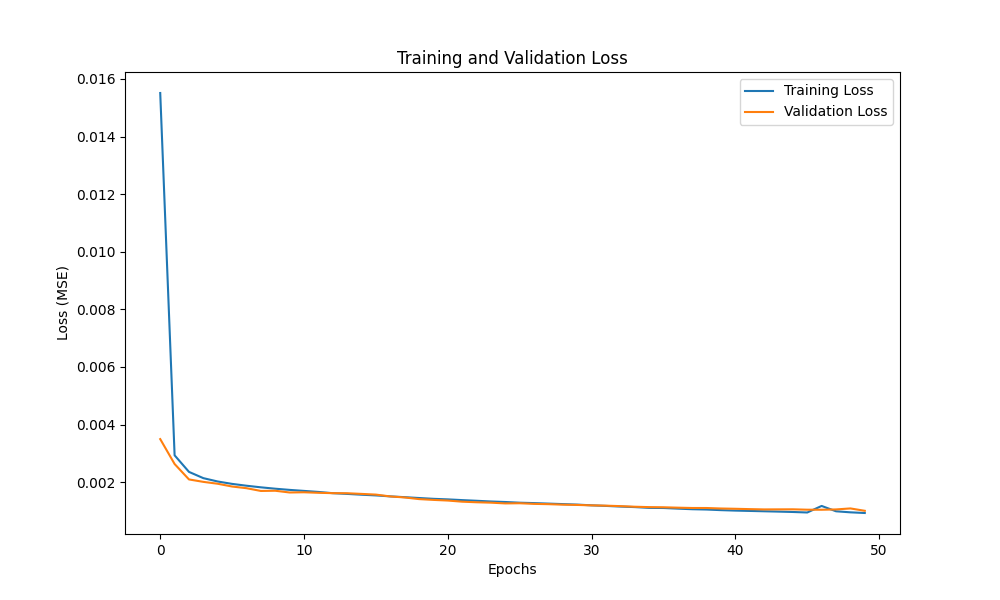 Training and Validation Loss
0.016
0.014
0.012
0.010
0.008
0.006
0.004
0.002
Loss (MSE)
Training Loss
Validation Loss
0 10 20 30 40 50
Epochs